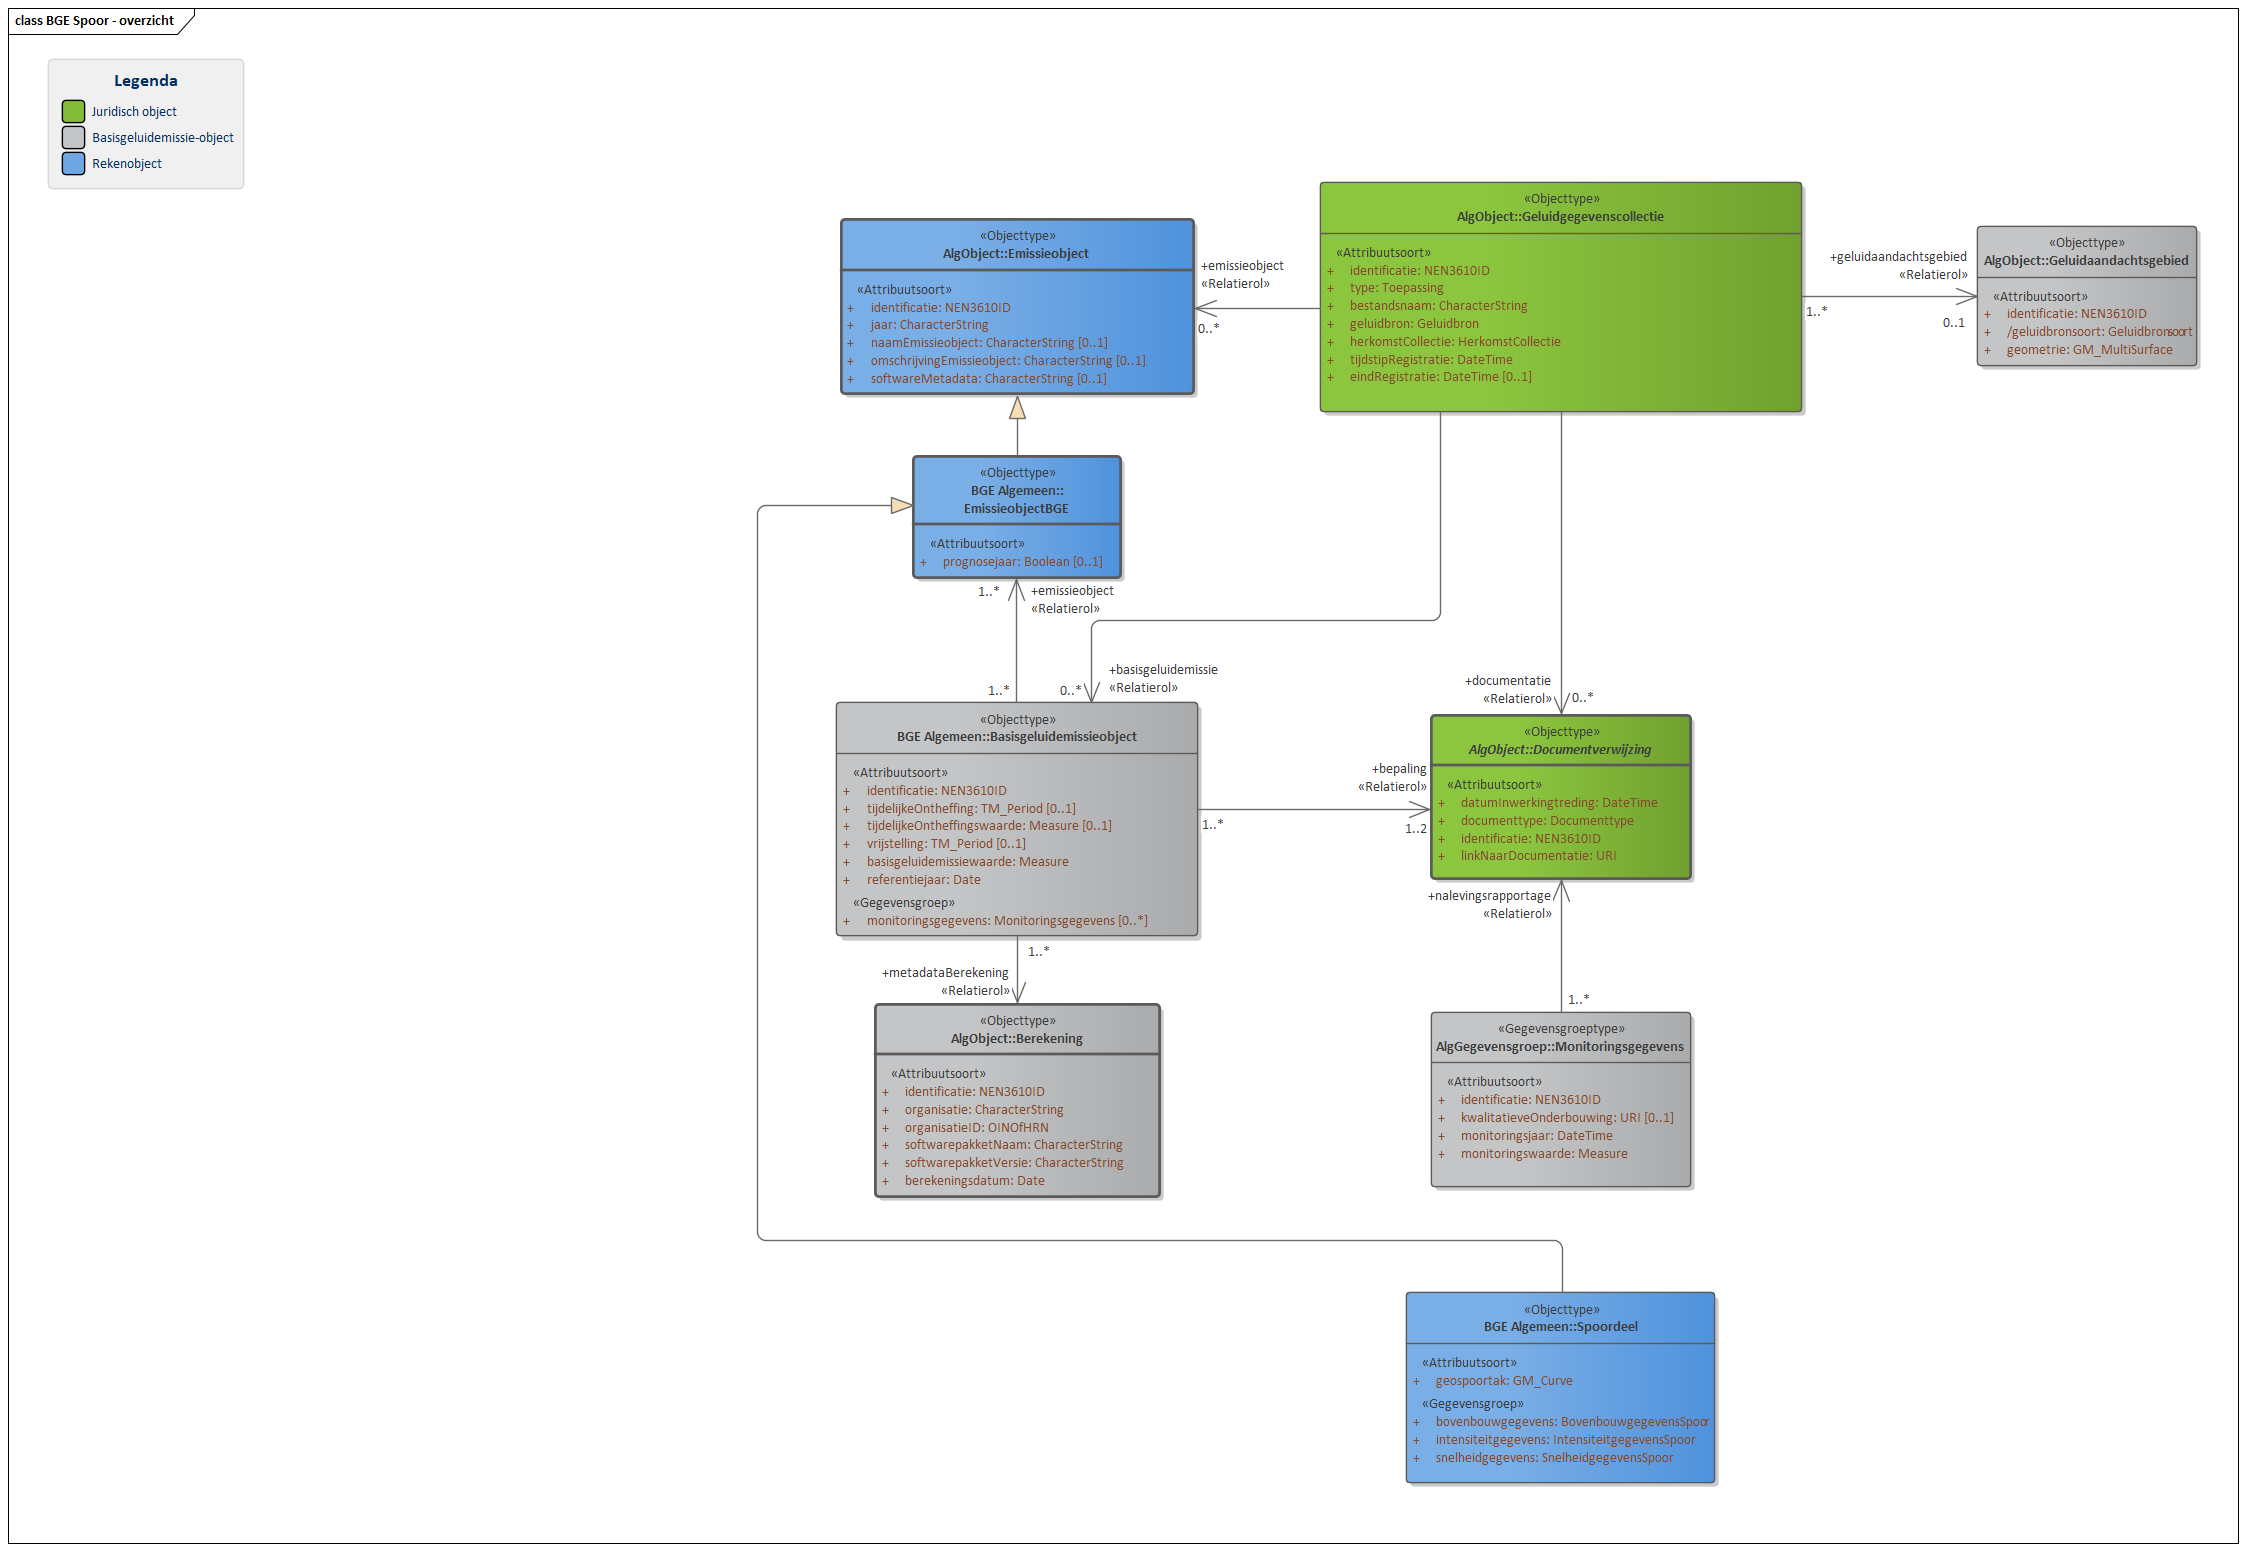 class BGE Spoor - overzicht
Legenda
Juridisch object
Basisgeluidemissie-object
Rekenobject
«Objecttype»
AlgObject::Emissieobject
«Attribuutsoort»
+ identificatie: NEN3610ID
+ jaar: CharacterString
+ naamEmissieobject: CharacterString [0..1]
+ omschrijvingEmissieobject: CharacterString [0..1]
+ softwareMetadata: CharacterString [0..1]
+emissieobject
«Relatierol»
0..*
«Objecttype»
AlgObject::Geluidgegevenscollectie
«Attribuutsoort»
+ identificatie: NEN3610ID
+ type: Toepassing
+ bestandsnaam: CharacterString
+ geluidbron: Geluidbron
+ herkomstCollectie: HerkomstCollectie
+ tijdstipRegistratie: DateTime
+ eindRegistratie: DateTime [0..1]
+geluidaandachtsgebied
«Relatierol»
1..*
0..1
«Objecttype»
AlgObject::Geluidaandachtsgebied
«Attribuutsoort»
+ identificatie: NEN3610ID
+ /geluidbronsoort: Geluidbronsoort
+ geometrie: GM_MultiSurface
«Objecttype»
BGE Algemeen::
EmissieobjectBGE
«Attribuutsoort»
+ prognosejaar: Boolean [0..1]
1..*
+emissieobject
«Relatierol»
1..*
0..*
+basisgeluidemissie
«Relatierol»
+documentatie
«Relatierol»
0..*
«Objecttype»
BGE Algemeen::Basisgeluidemissieobject
«Attribuutsoort»
+ identificatie: NEN3610ID
+ tijdelijkeOntheffing: TM_Period [0..1]
+ tijdelijkeOntheffingswaarde: Measure [0..1]
+ vrijstelling: TM_Period [0..1]
+ basisgeluidemissiewaarde: Measure
+ referentiejaar: Date
«Gegevensgroep»
+ monitoringsgegevens: Monitoringsgegevens [0..*]
+bepaling
«Relatierol»
1..*
1..2
«Objecttype»
AlgObject::Documentverwijzing
«Attribuutsoort»
+ datumInwerkingtreding: DateTime
+ documenttype: Documenttype
+ identificatie: NEN3610ID
+ linkNaarDocumentatie: URI
+nalevingsrapportage
«Relatierol»
1..*
1..*
+metadataBerekening
«Relatierol»
«Objecttype»
AlgObject::Berekening
«Attribuutsoort»
+ identificatie: NEN3610ID
+ organisatie: CharacterString
+ organisatieID: OINOfHRN
+ softwarepakketNaam: CharacterString
+ softwarepakketVersie: CharacterString
+ berekeningsdatum: Date
«Gegevensgroeptype»
AlgGegevensgroep::Monitoringsgegevens
«Attribuutsoort»
+ identificatie: NEN3610ID
+ kwalitatieveOnderbouwing: URI [0..1]
+ monitoringsjaar: DateTime
+ monitoringswaarde: Measure
«Objecttype»
BGE Algemeen::Spoordeel
«Attribuutsoort»
+ geospoortak: GM_Curve
«Gegevensgroep»
+ bovenbouwgegevens: BovenbouwgegevensSpoor
+ intensiteitgegevens: IntensiteitgegevensSpoor
+ snelheidgegevens: SnelheidgegevensSpoor